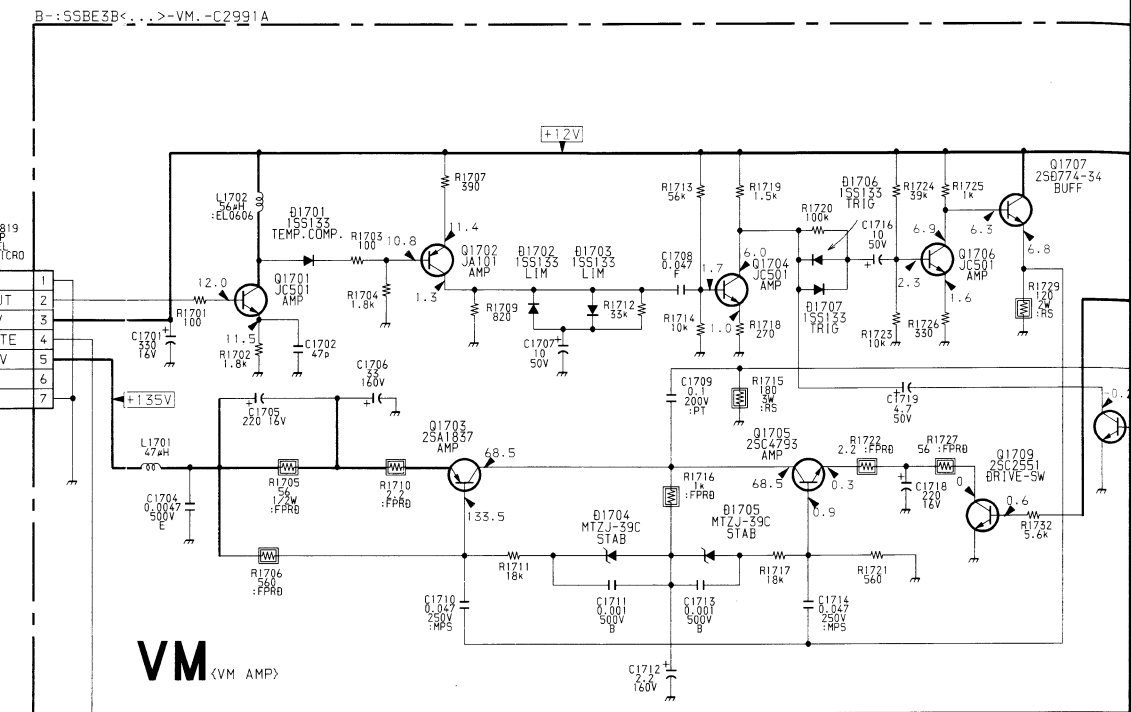 B-:SSBE3B<...>-VM.-C2991A
+12V
R1707
390
L1702
56µH
:EL0606
D1701
1SS133
TEMP.COMP.
R1703
100
10.8
11.4
Q1702
JA101
AMP
1.3
D1702
1SS133
LIM
D1703
1SS133
LIM
C1708
0.047
F
R1713
56k
R1719
1.5k
R1720
100k
D1706
1SS133
TRIG
C1716
10
50V
R1724
39k
R1725
1k
Q1707
2SD774-34
BUFF
6.3
6.8
6.9
Q1706
JC501
AMP
2.3
1.6
6.0
Q1704
JC501
AMP
1.7
1.0
D1707
1SS133
TRIG
R1729
120
2W
:RS
819
P
EL
ICRO
1
UT
2
V
3
TE
4
V
5
6
7
12.0
R1701
100
Q1701
JC501
AMP
11.5
C1701
330
16V
R1702
1.8k
C1702
47p
R1704
1.8k
R1709
820
R1712
33k
C1707
10
50V
R1714
10k
R1718
270
R1723
10k
R1726
330
+135V
C1706
33
160V
C1705
220 16V
C1709
0.1
200V
:PT
R1715
180
3W
:RS
C1719
4.7
50V
-0.2
L1701
47µH
C1704
0.0047
500V
E
R1705
56
1/2W
:FPRD
R1710
2.2
:FPRD
Q1703
2SA1837
AMP
68.5
133.5
R1716
1k
:FPRD
Q1705
2SC4793
AMP
68.5
0.3
0.9
R1722
2.2 :FPRD
R1727
56 :FPRD
C1718
220
16V
Q1709
2SC2551
DRIVE-SW
0
0.6
R1732
5.6k
R1706
560
:FPRD
D1704
MTZJ-39C
STAB
D1705
MTZJ-39C
STAB
R1711
18k
R1717
18k
R1721
560
C1710
0.047
250V
:MPS
C1711
0.001
500V
B
C1713
0.001
500V
B
C1714
0.047
250V
:MPS
C1712
2.2
160V
VM <VM AMP>